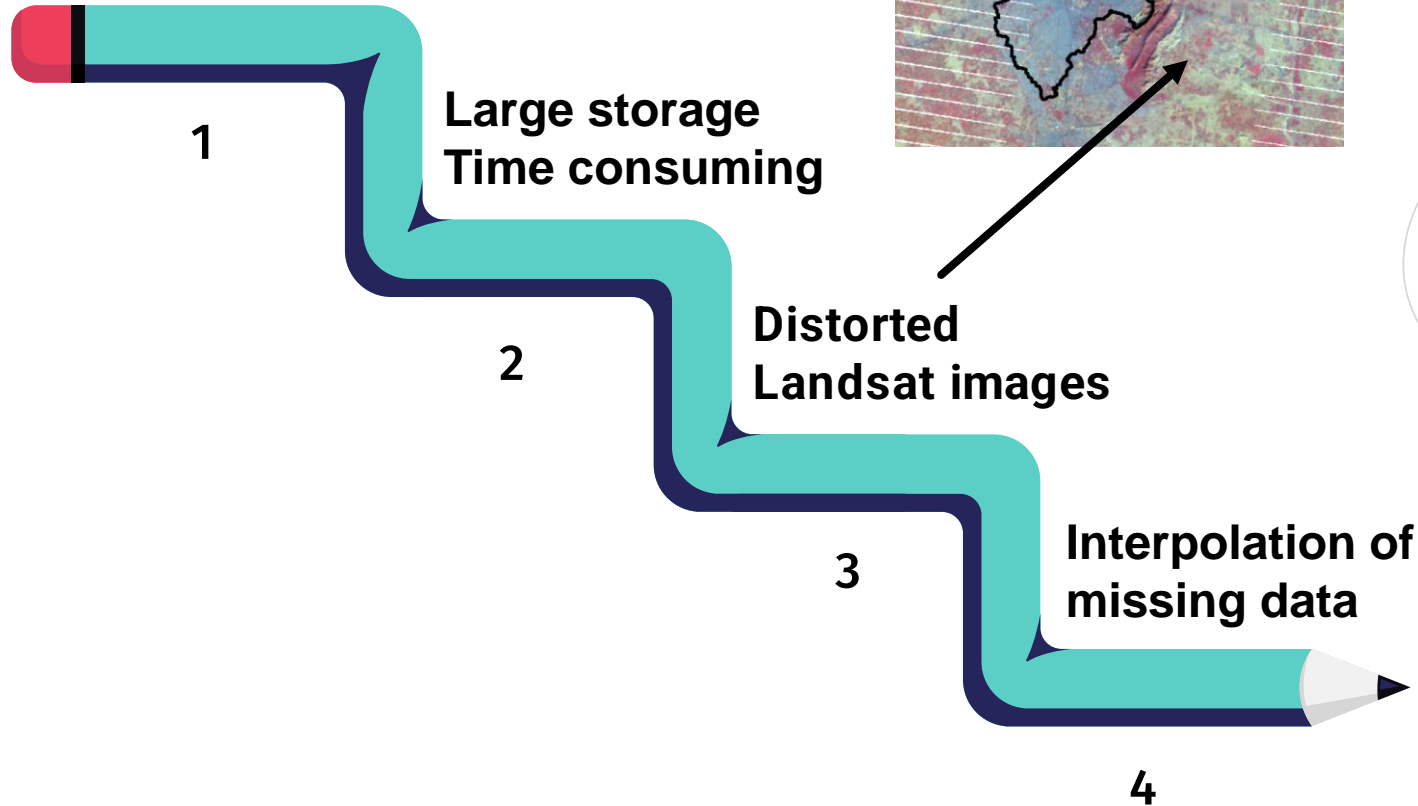 1
Large storage
Time consuming
2
Distorted
Landsat images
3
Interpolation of
missing data
4